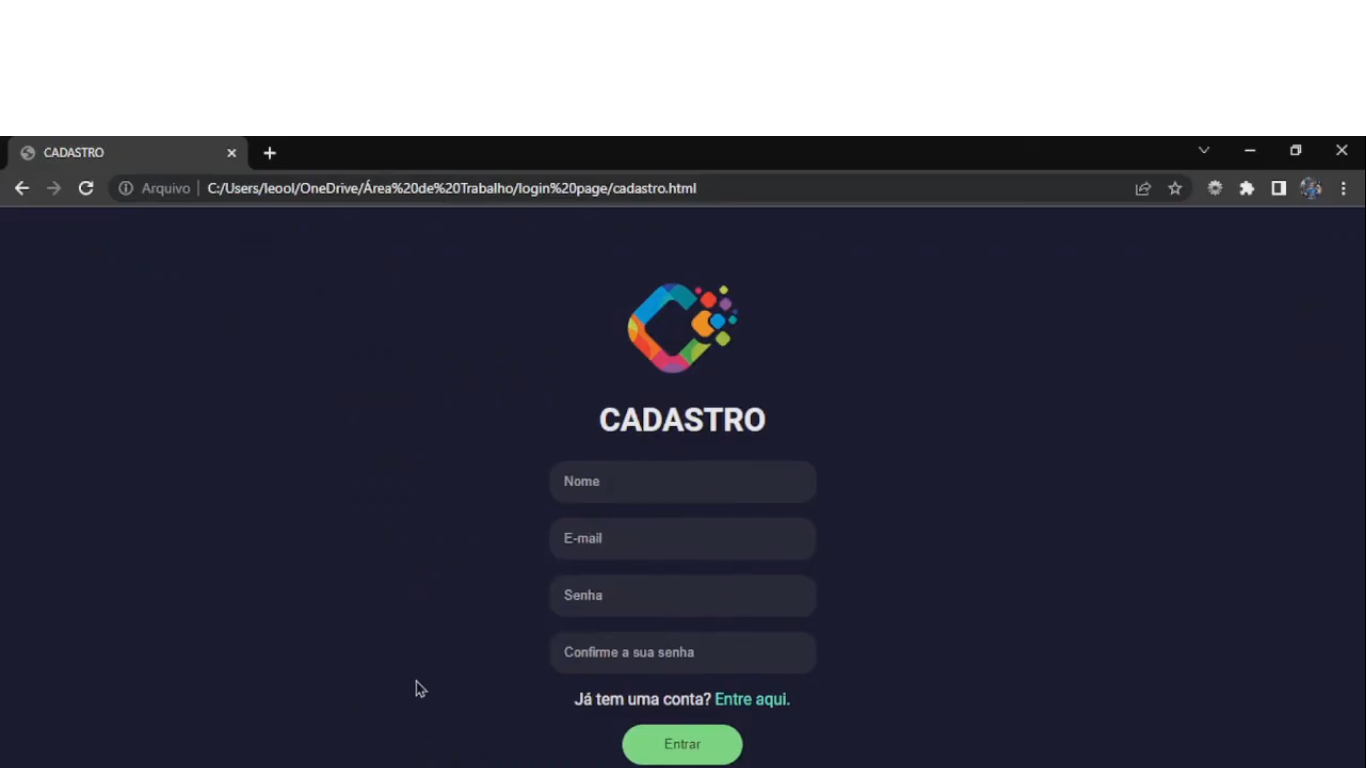 CADASTRO
Arquivo | C:/Users/leool/OneDrive/Área%20de%20Trabalho/login%20page/cadastro.html
CADASTRO
Nome
E-mail
Senha
Confirme a sua senha
Já tem uma conta? Entre aqui.
Entrar